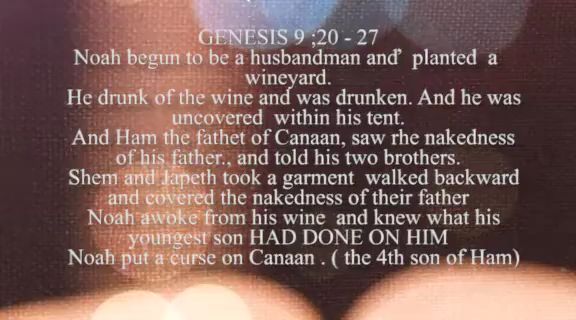 GENESIS 9 ;20 - 27
Noah begun to be a husbandman and' planted a
wineyard.
He drunk of the wine and was drunken. And he was
uncovered within his tent.
And Ham the fathet of Canaan, saw rhe nakedness
of his father., and told his two brothers.
Shem and Japeth took a garment walked backward
and covered the nakedness of their father
Noah awoke from his wine and knew what his
youngest son HAD DONE ON HIM
Noah put a curse on Canaan . ( the 4th son of Ham)